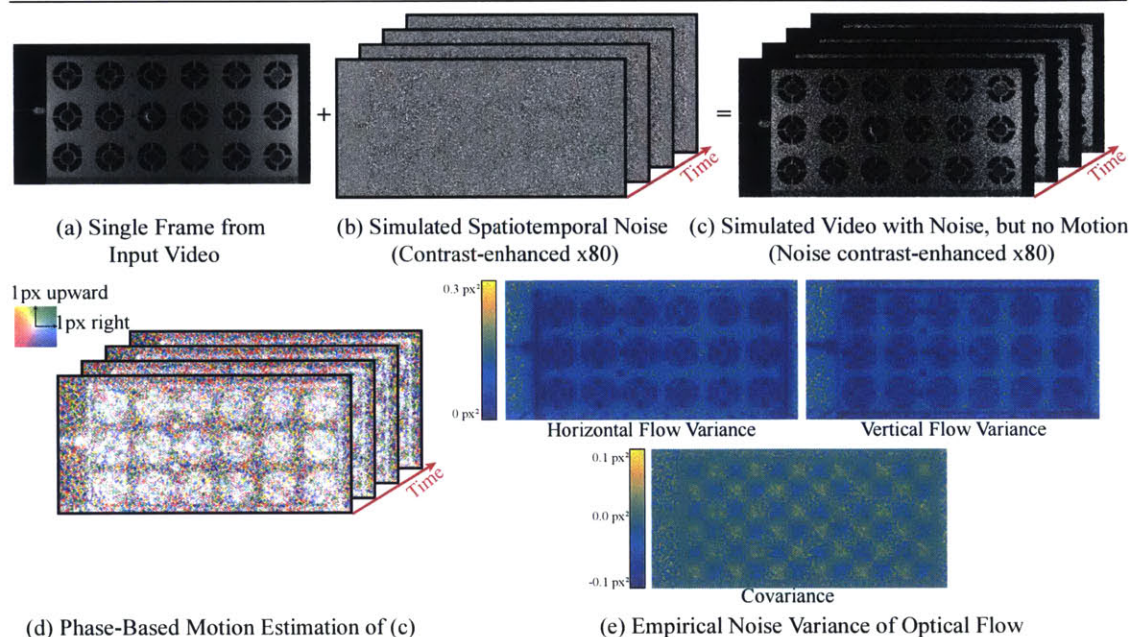 +
=
Time
Time
(a) Single Frame from
Input Video
(b) Simulated Spatiotemporal Noise
(Contrast-enhanced x80)
(c) Simulated Video with Noise, but no Motion
(Noise contrast-enhanced x80)
1px upward
1px right
Time
0.3 px²
0 px²
Horizontal Flow Variance
Vertical Flow Variance
0.1 px²
0.0 px²
-0.1 px²
Covariance
(d) Phase-Based Motion Estimation of (c)
(e) Empirical Noise Variance of Optical Flow